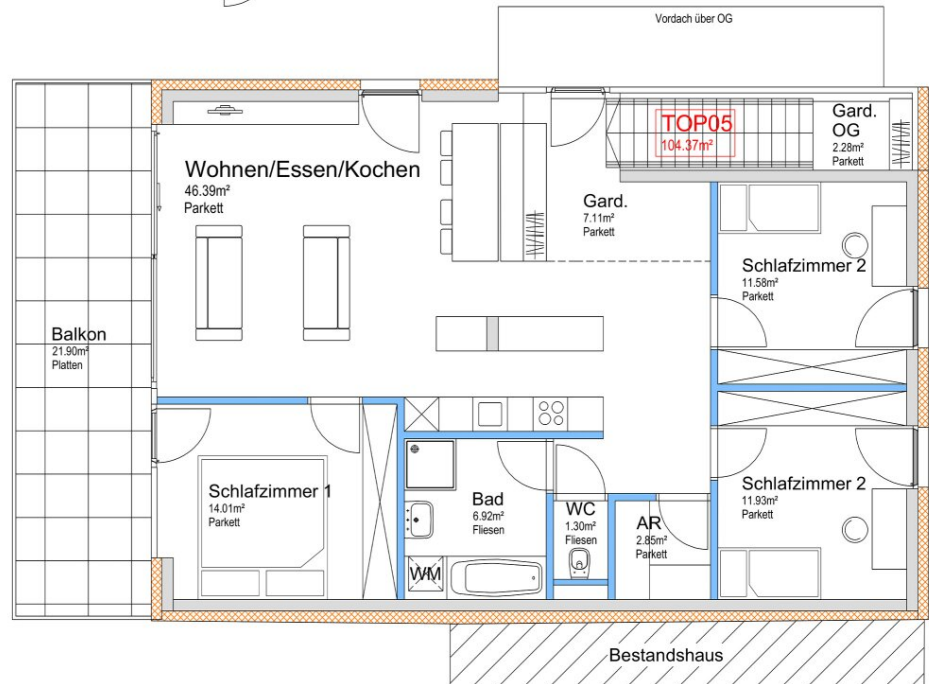 Vordach über OG
TOP05
104.37m²
Gard.
OG
2.28m²
Parkett
Wohnen/Essen/Kochen
46.39m²
Parkett
Gard.
7.11m²
Parkett
Schlafzimmer 2
11.58m²
Parkett
Balkon
21.90m²
Platten
Schlafzimmer 1
14.01m²
Parkett
Bad
6.92m²
Fliesen
WM
WC
1.30m²
Fliesen
AR
2.85m²
Parkett
Schlafzimmer 2
11.93m²
Parkett
Bestandshaus